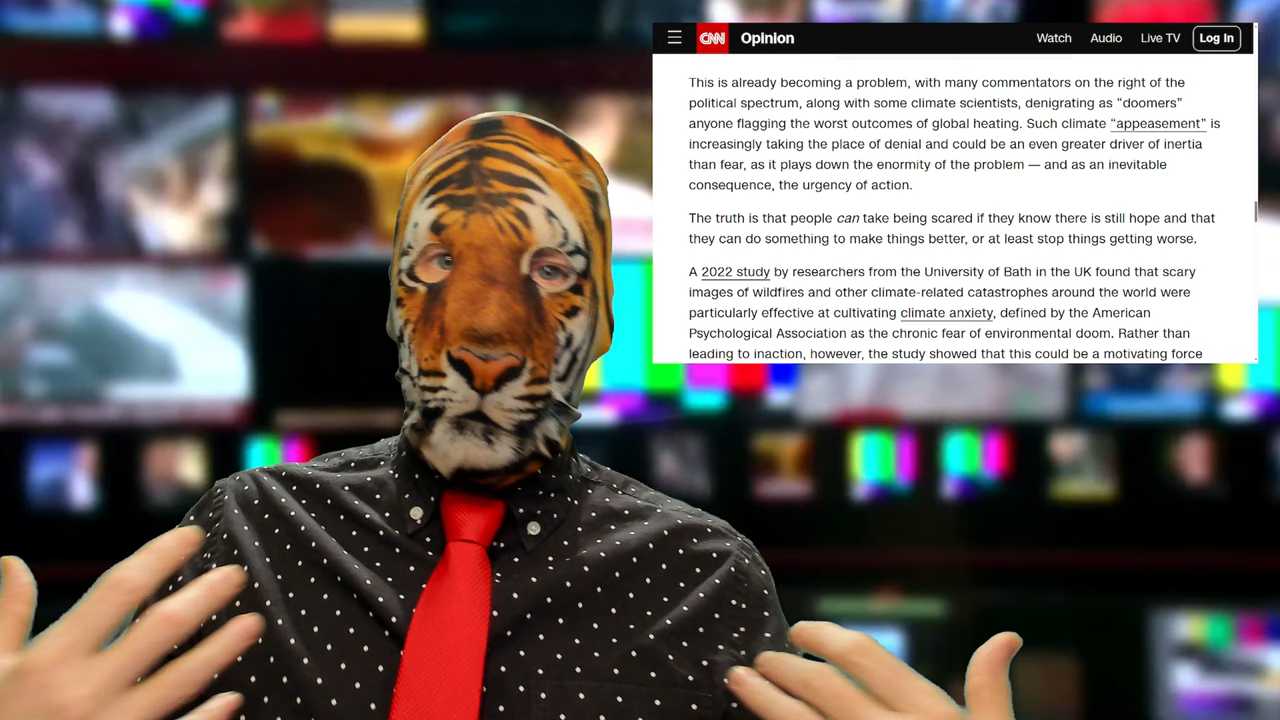 CNN Opinion Watch Audio Live TV Log In
This is already becoming a problem, with many commentators on the right of the
political spectrum, along with some climate scientists, denigrating as “doomers”
anyone flagging the worst outcomes of global heating. Such climate “appeasement” is
increasingly taking the place of denial and could be an even greater driver of inertia
than fear, as it plays down the enormity of the problem — and as an inevitable
consequence, the urgency of action.
The truth is that people can take being scared if they know there is still hope and that
they can do something to make things better, or at least stop things getting worse.
A 2022 study by researchers from the University of Bath in the UK found that scary
images of wildfires and other climate-related catastrophes around the world were
particularly effective at cultivating climate anxiety, defined by the American
Psychological Association as the chronic fear of environmental doom. Rather than
leading to inaction, however, the study showed that this could be a motivating force